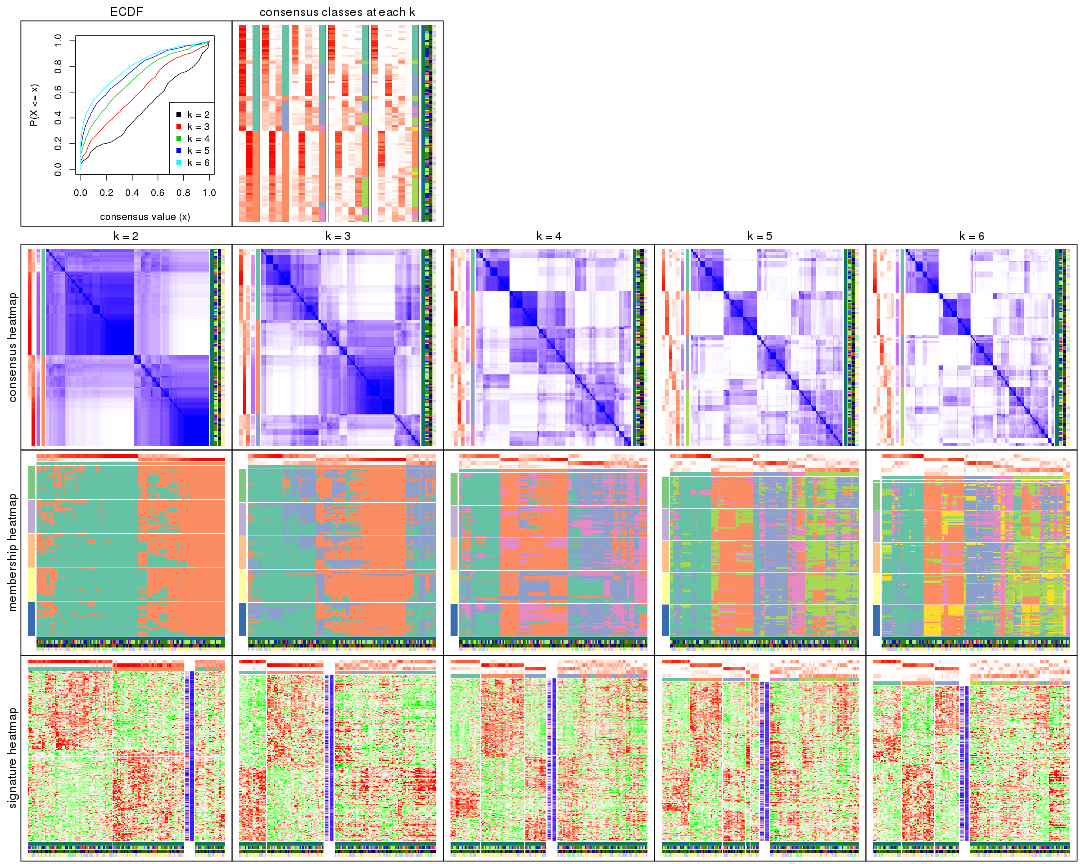 ECDF
consensus classes at each k
P(X <= x)
1.0
0.8
0.6
0.4
0.2
0.0
k = 2
k = 3
k = 4
k = 5
k = 6
0.0 0.2 0.4 0.6 0.8 1.0
consensus value (x)
k = 2
k = 3
k = 4
k = 5
k = 6
consensus heatmap
membership heatmap
signature heatmap